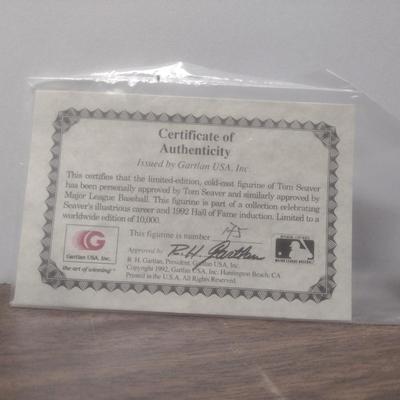 Certificate of
Authenticity
Issued by Gartlan USA, Inc.
This certifies that the limited-edition, cold-cast figurine of Tom Seaver
has been personally approved by Tom Seaver and similarly approved by
Major League Baseball. This figurine is part of a collection celebrating
Seaver's illustrious career and 1992 Hall of Fame induction. Limited to a
worldwide edition of 10,000.
This figurine is number
Approved by R. H. Gartlan
R. H. Gartlan, President, Gartlan USA, Inc.
Copyright 1992, Gartlan USA, Inc. Huntington Beach, CA
Printed in the U.S.A. All Rights Reserved.
G
Gartlan USA, Inc.
the art of winning
MAJOR LEAGUE BASEBALL